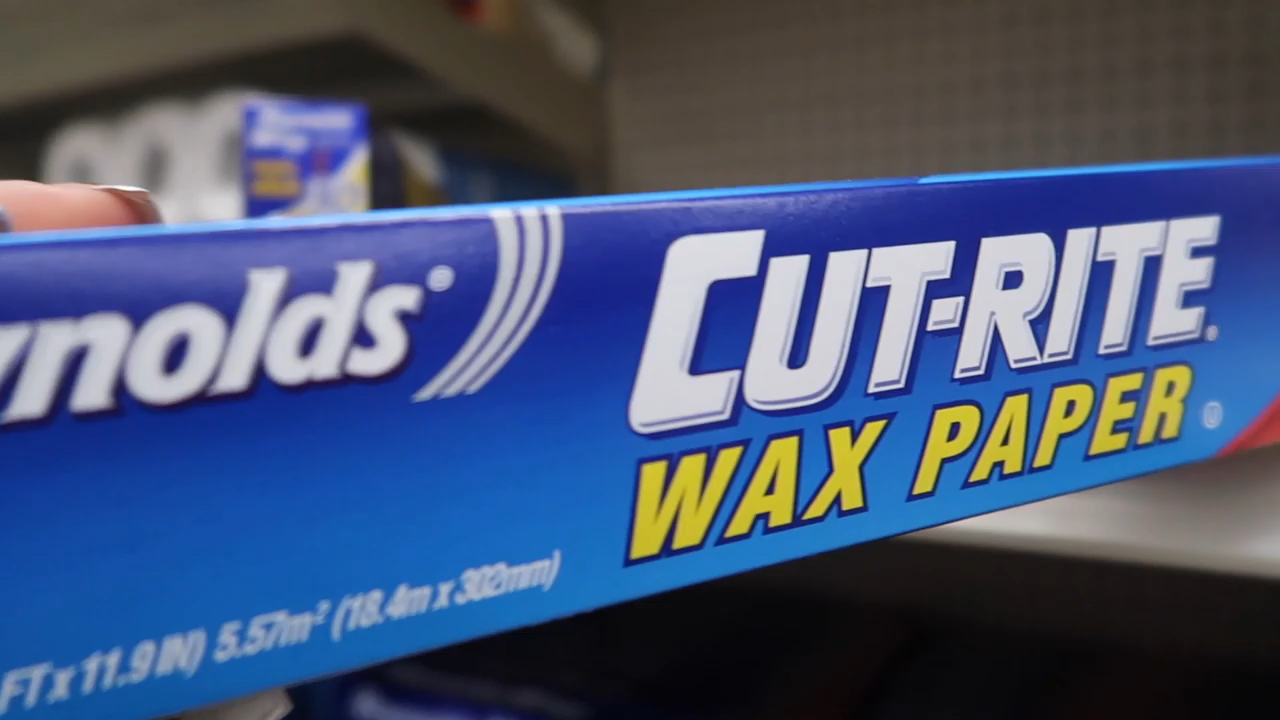 ynolds®
CUT-RITE.
WAX PAPER
FT x 11.9 IN) 5.57m² (18.4m x 302mm)